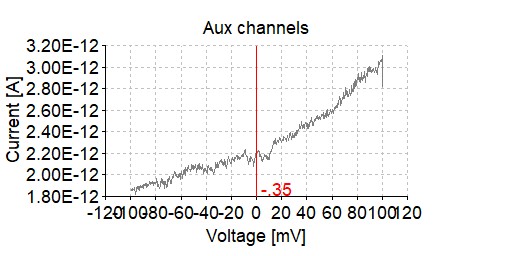 Aux channels
3.20E-12
3.00E-12
2.80E-12
2.60E-12
2.40E-12
2.20E-12
2.00E-12
1.80E-12
Current [A]
-.35
-120-100-80-60-40-20 0 20 40 60 80100120
Voltage [mV]